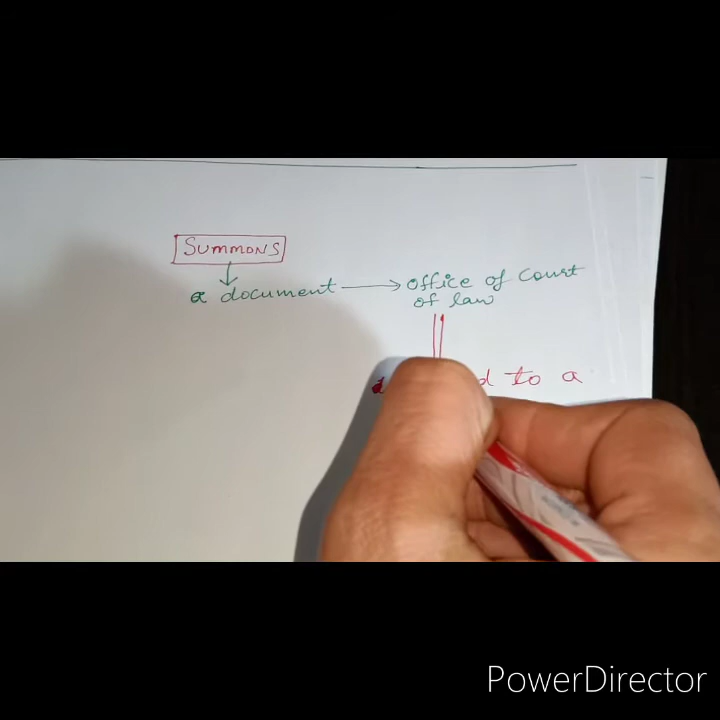 SUMMONS
a document → office of Court
of law
to a
PowerDirector